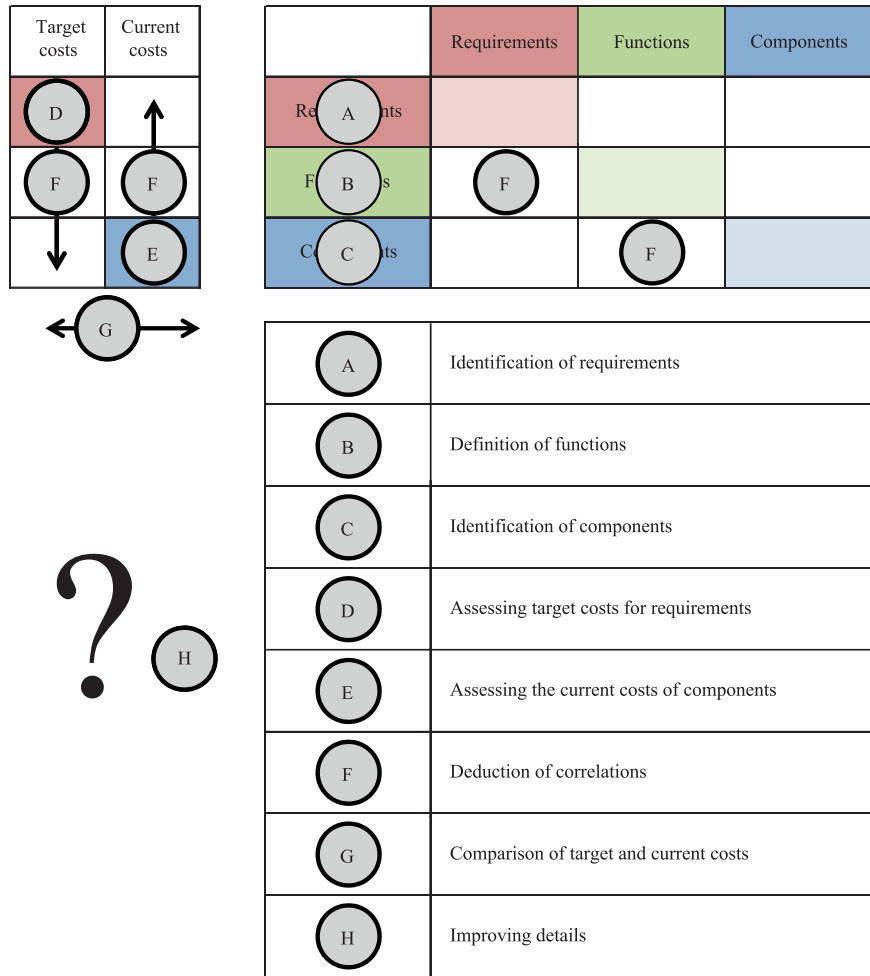 Target costs
Current costs
Requirements
Functions
Components
D
A
F
F
B
F
E
C
F
G
A
Identification of requirements
B
Definition of functions
C
Identification of components
D
Assessing target costs for requirements
H
E
Assessing the current costs of components
F
Deduction of correlations
G
Comparison of target and current costs
H
Improving details
?